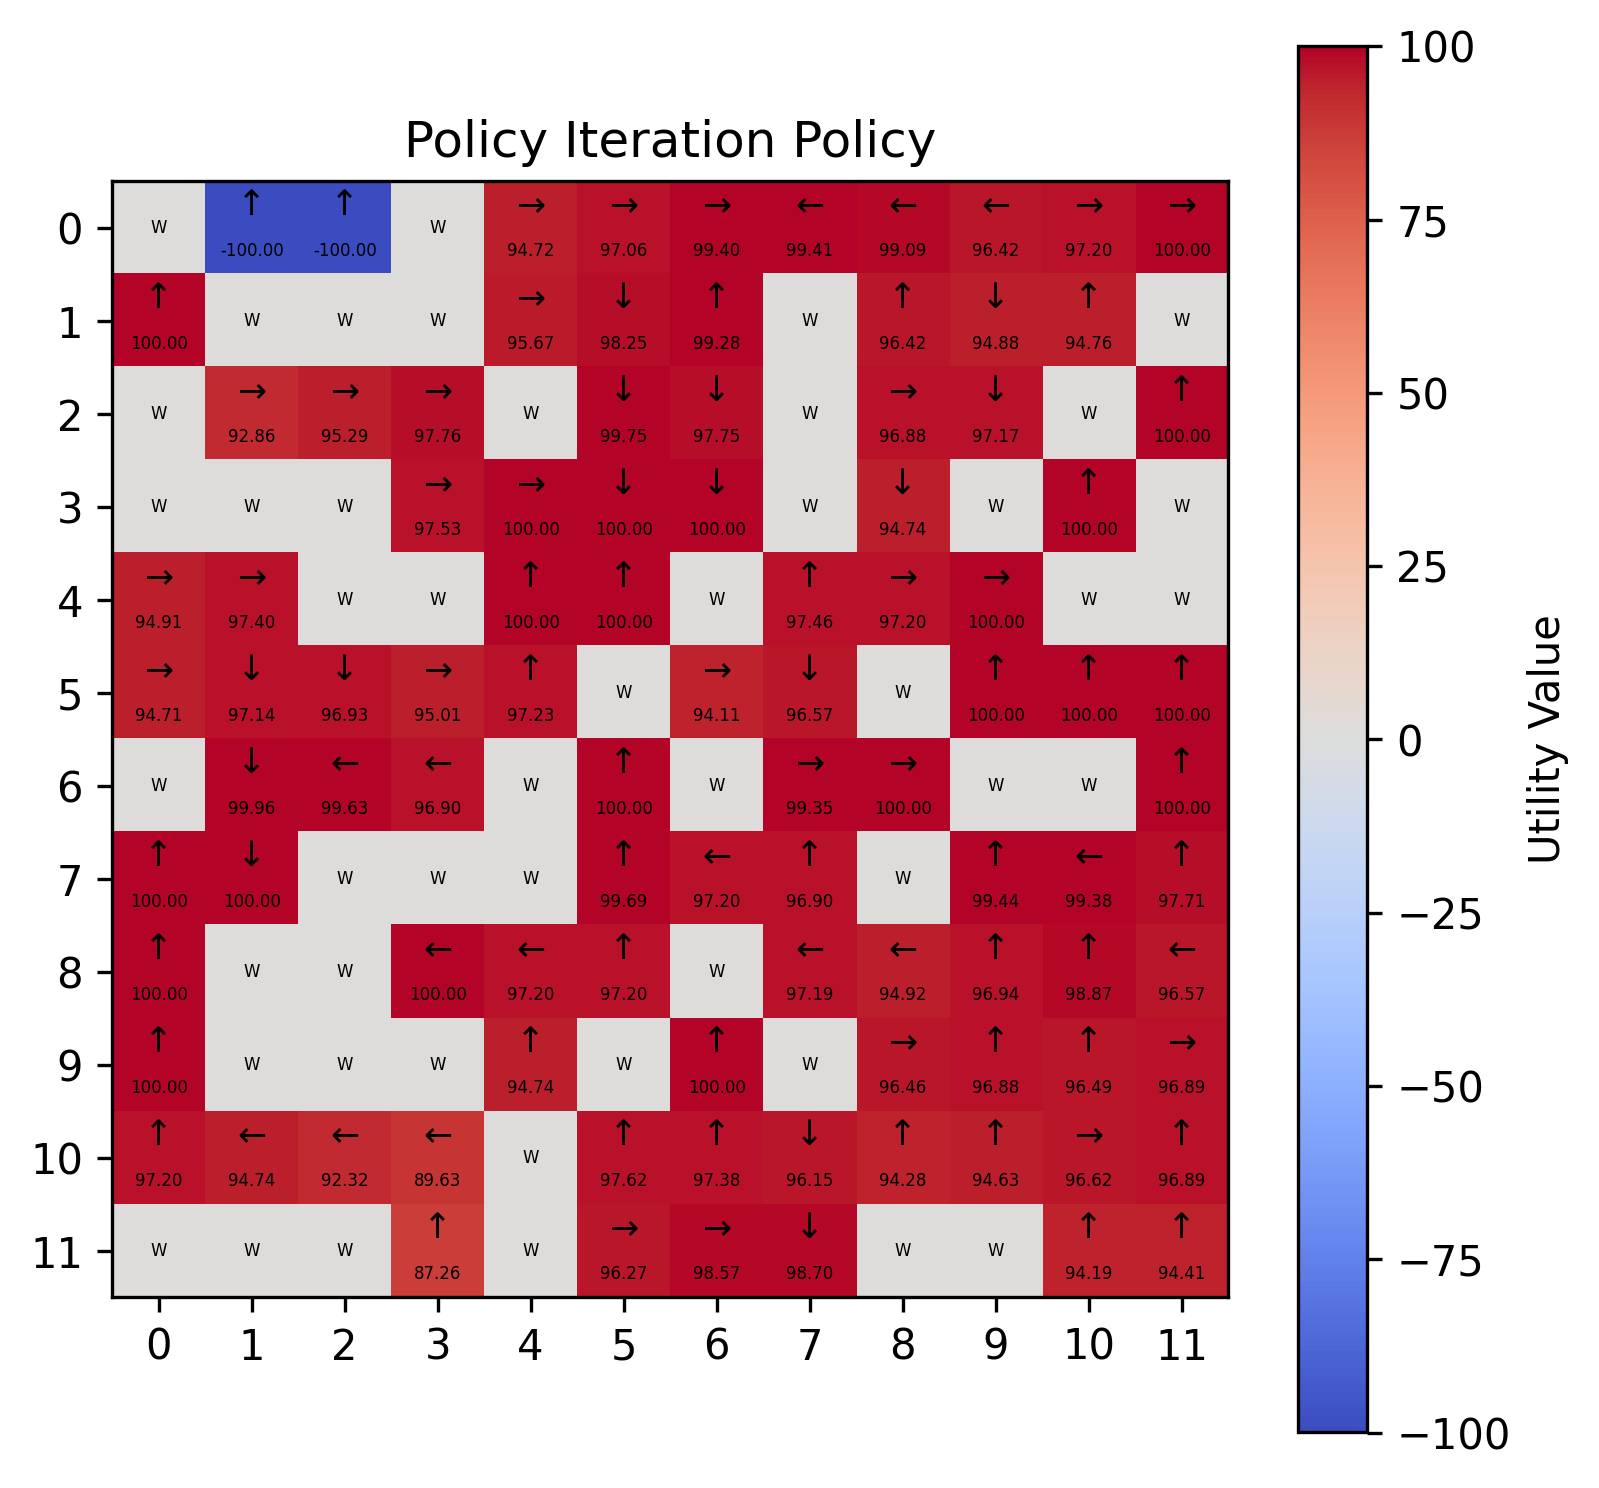 Policy Iteration Policy
0 W ↑ ↑ W → → → ← ← ← → →
-100.00 -100.00 94.72 97.06 99.40 99.41 99.09 96.42 97.20 100.00
1 ↑ W W W → ↓ ↑ W ↑ ↓ ↑ W
100.00 95.67 98.25 99.28 96.42 94.88 94.76
2 W → → → W ↓ ↓ W → ↓ W ↑
92.86 95.29 97.76 99.75 97.75 96.88 97.17 100.00
3 W W W → → ↓ ↓ W ↓ W ↑ W
97.53 100.00 100.00 100.00 94.74 100.00
4 → → W W ↑ ↑ W ↑ → → W W
94.91 97.40 100.00 100.00 97.46 97.20 100.00
5 → ↓ ↓ → ↑ W → ↓ W ↑ ↑ ↑
94.71 97.14 96.93 95.01 97.23 94.11 96.57 100.00 100.00 100.00
6 W ↓ ← ← W ↑ W → → W W ↑
99.96 99.63 96.90 100.00 99.35 100.00 100.00
7 ↑ ↓ W W W ↑ ← ↑ W ↑ ← ↑
100.00 100.00 99.69 97.20 96.90 99.44 99.38 97.71
8 ↑ W W ← ← ↑ W ← ← ↑ ↑ ←
100.00 100.00 97.20 97.20 97.19 94.92 96.94 98.87 96.57
9 ↑ W W W ↑ W ↑ W → ↑ ↑ →
100.00 94.74 100.00 96.46 96.88 96.49 96.89
10 ↑ ← ← ← W ↑ ↑ ↓ ↑ ↑ → ↑
97.20 94.74 92.32 89.63 97.62 97.38 96.15 94.28 94.63 96.62 96.89
11 W W W ↑ W → → ↓ W W ↑ ↑
87.26 96.27 98.57 98.70 94.19 94.41
0 1 2 3 4 5 6 7 8 9 10 11
100
75
50
25
0
−25
−50
−75
−100
Utility Value